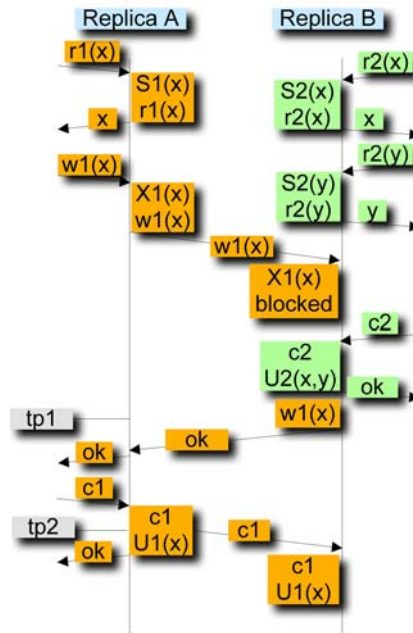 Replica A
Replica B
r1(x)
r2(x)
S1(x)
r1(x)
S2(x)
r2(x)
x
x
w1(x)
r2(y)
X1(x)
w1(x)
S2(y)
r2(y)
y
w1(x)
X1(x)
blocked
c2
c2
U2(x,y)
ok
tp1
w1(x)
ok
ok
c1
tp2
c1
U1(x)
c1
ok
c1
U1(x)